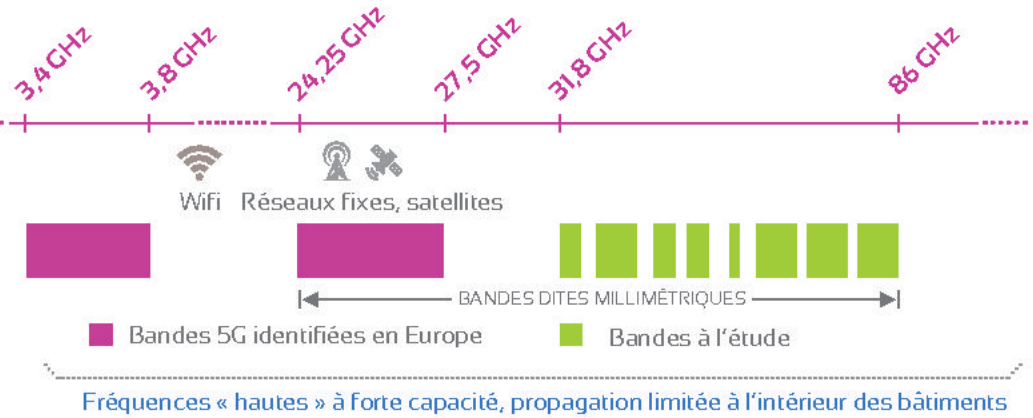 3,4 GHz
3,8 GHz
24,25 GHz
27,5 GHz
31,8 GHz
86 GHz
Wifi
Réseaux fixes, satellites
BANDES DITES MILLIMÉTRIQUES
Bandes 5G identifiées en Europe
Bandes à l'étude
Fréquences « hautes » à forte capacité, propagation limitée à l'intérieur des bâtiments